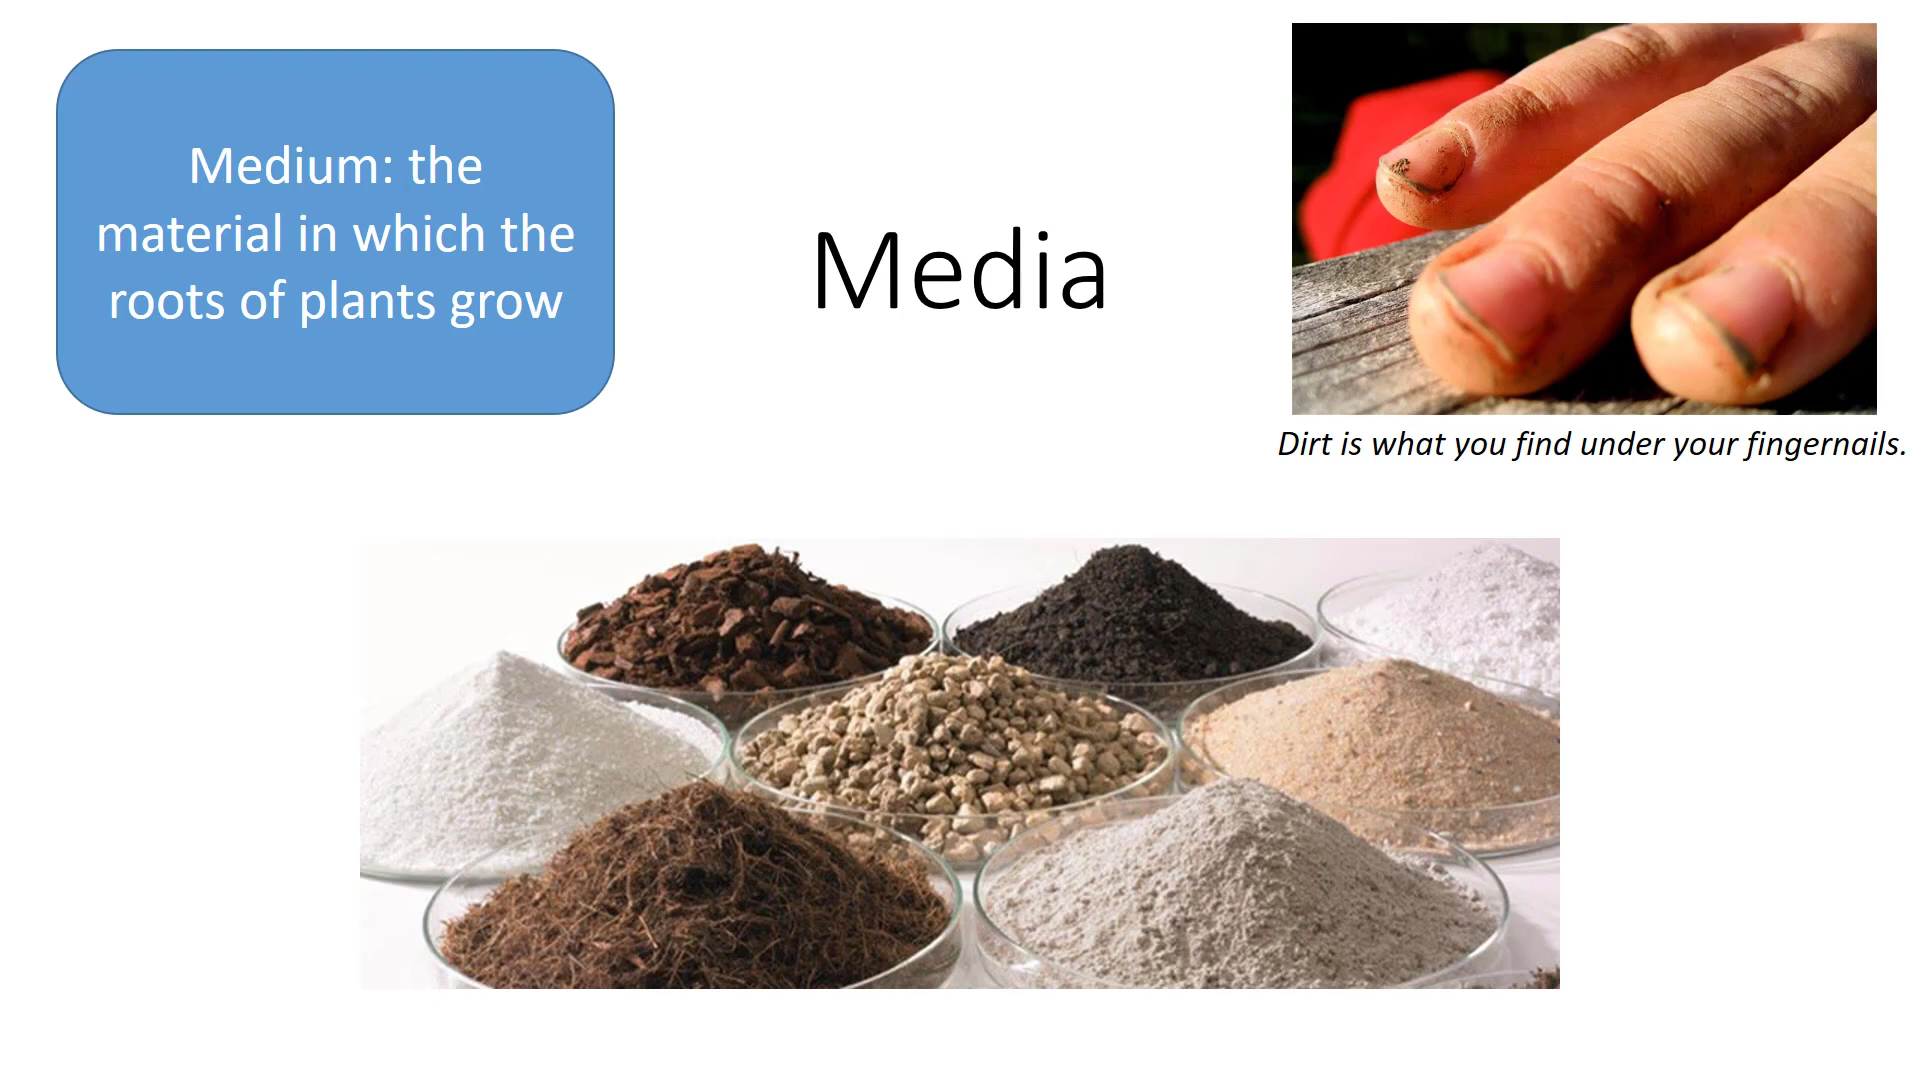 Medium: the
material in which the
roots of plants grow
Media
Dirt is what you find under your fingernails.